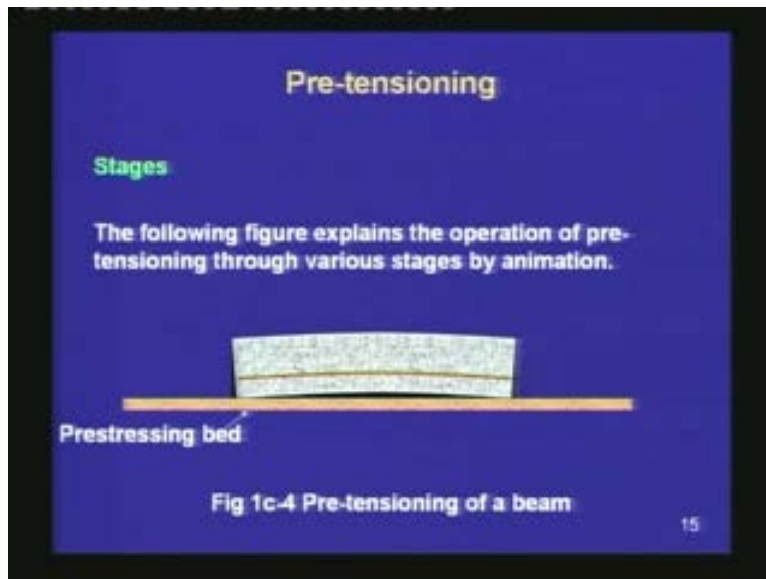 Pre-tensioning
Stages
The following figure explains the operation of pre-
tensioning through various stages by animation.
Prestressing bed
Fig 1c-4 Pre-tensioning of a beam
15